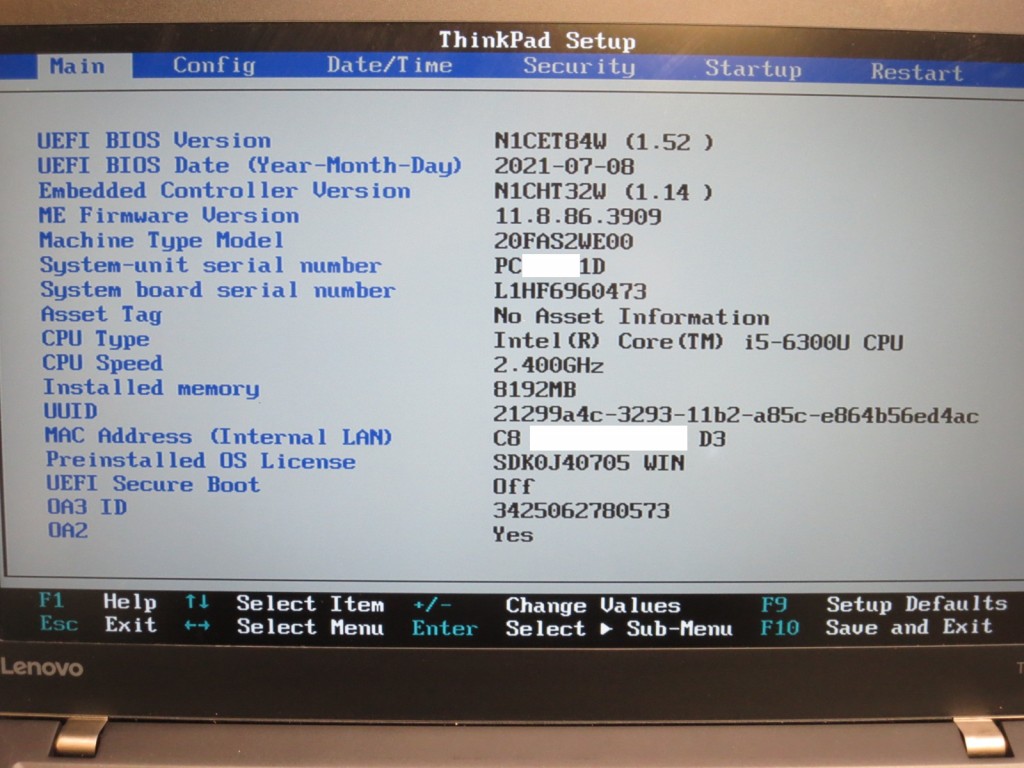 ThinkPad Setup
Main Config Date/Time Security Startup Restart
UEFI BIOS Version N1CET84W (1.52 )
UEFI BIOS Date (Year-Month-Day) 2021-07-08
Embedded Controller Version N1CHT32W (1.14 )
ME Firmware Version 11.8.86.3909
Machine Type Model 20FAS2WE00
System-unit serial number PC 1D
System board serial number L1HF6960473
Asset Tag No Asset Information
CPU Type Intel(R) Core(TM) i5-6300U CPU
CPU Speed 2.400GHz
Installed memory 8192MB
UUID 21299a4c-3293-11b2-a85c-e864b56ed4ac
MAC Address (Internal LAN) C8 D3
Preinstalled OS License SDK0J40705 WIN
UEFI Secure Boot Off
OA3 ID 3425062780573
OA2 Yes
F1 Help ↑↓ Select Item +/- Change Values F9 Setup Defaults
Esc Exit ←→ Select Menu Enter Select ▶ Sub-Menu F10 Save and Exit
Lenovo